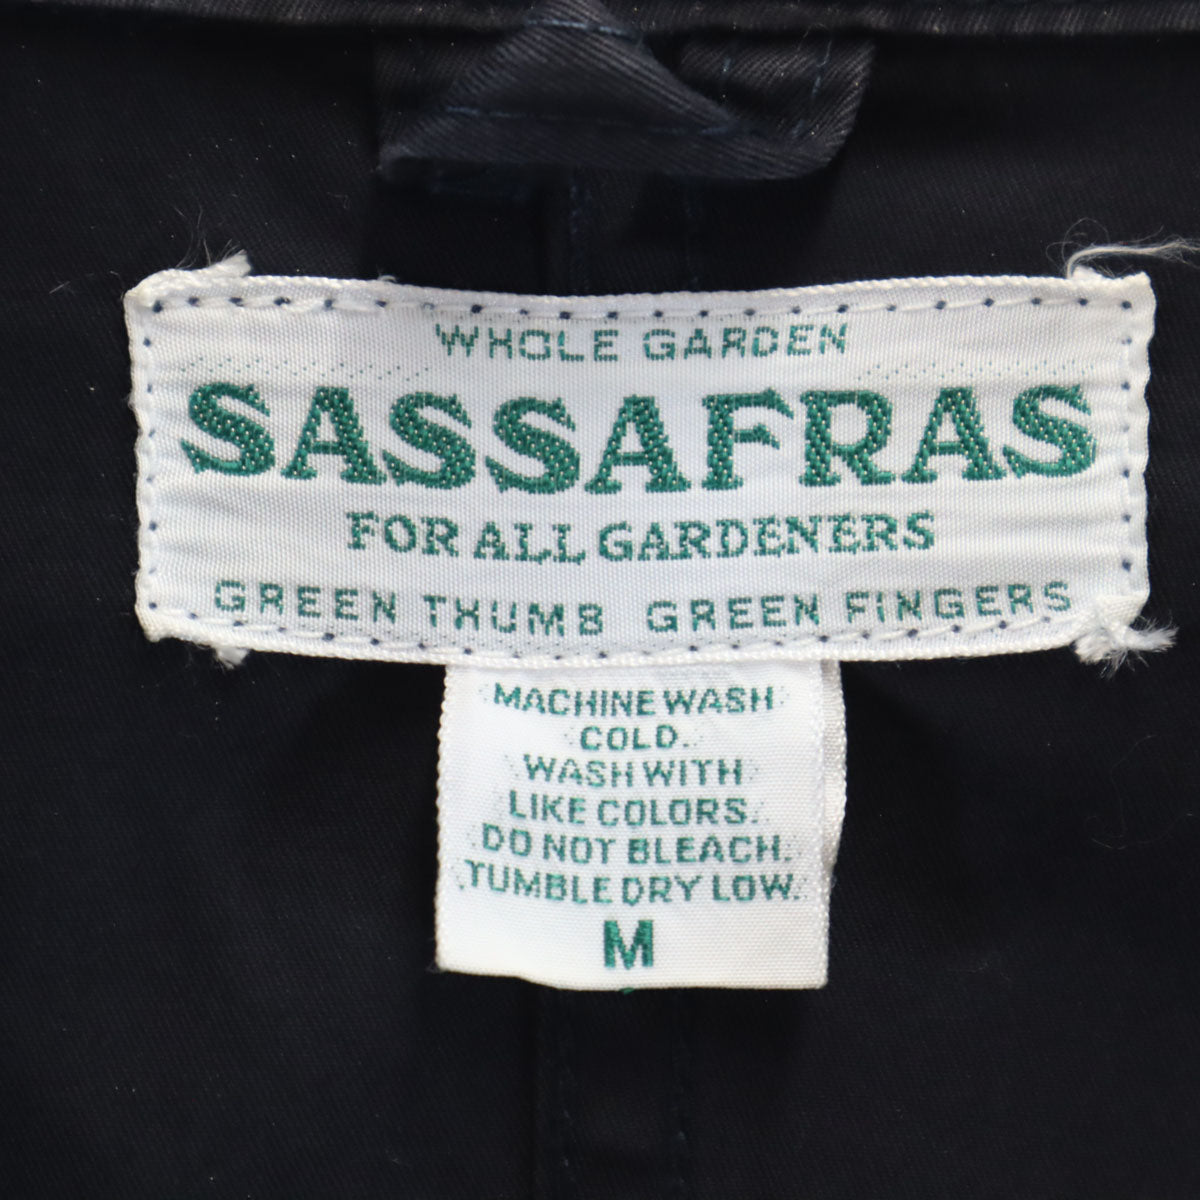 WHOLE GARDEN
SASSAFRAS
FOR ALL GARDENERS
GREEN THUMB GREEN FINGERS
MACHINE WASH
COLD.
WASH WITH
LIKE COLORS.
DO NOT BLEACH.
TUMBLE DRY LOW.
M